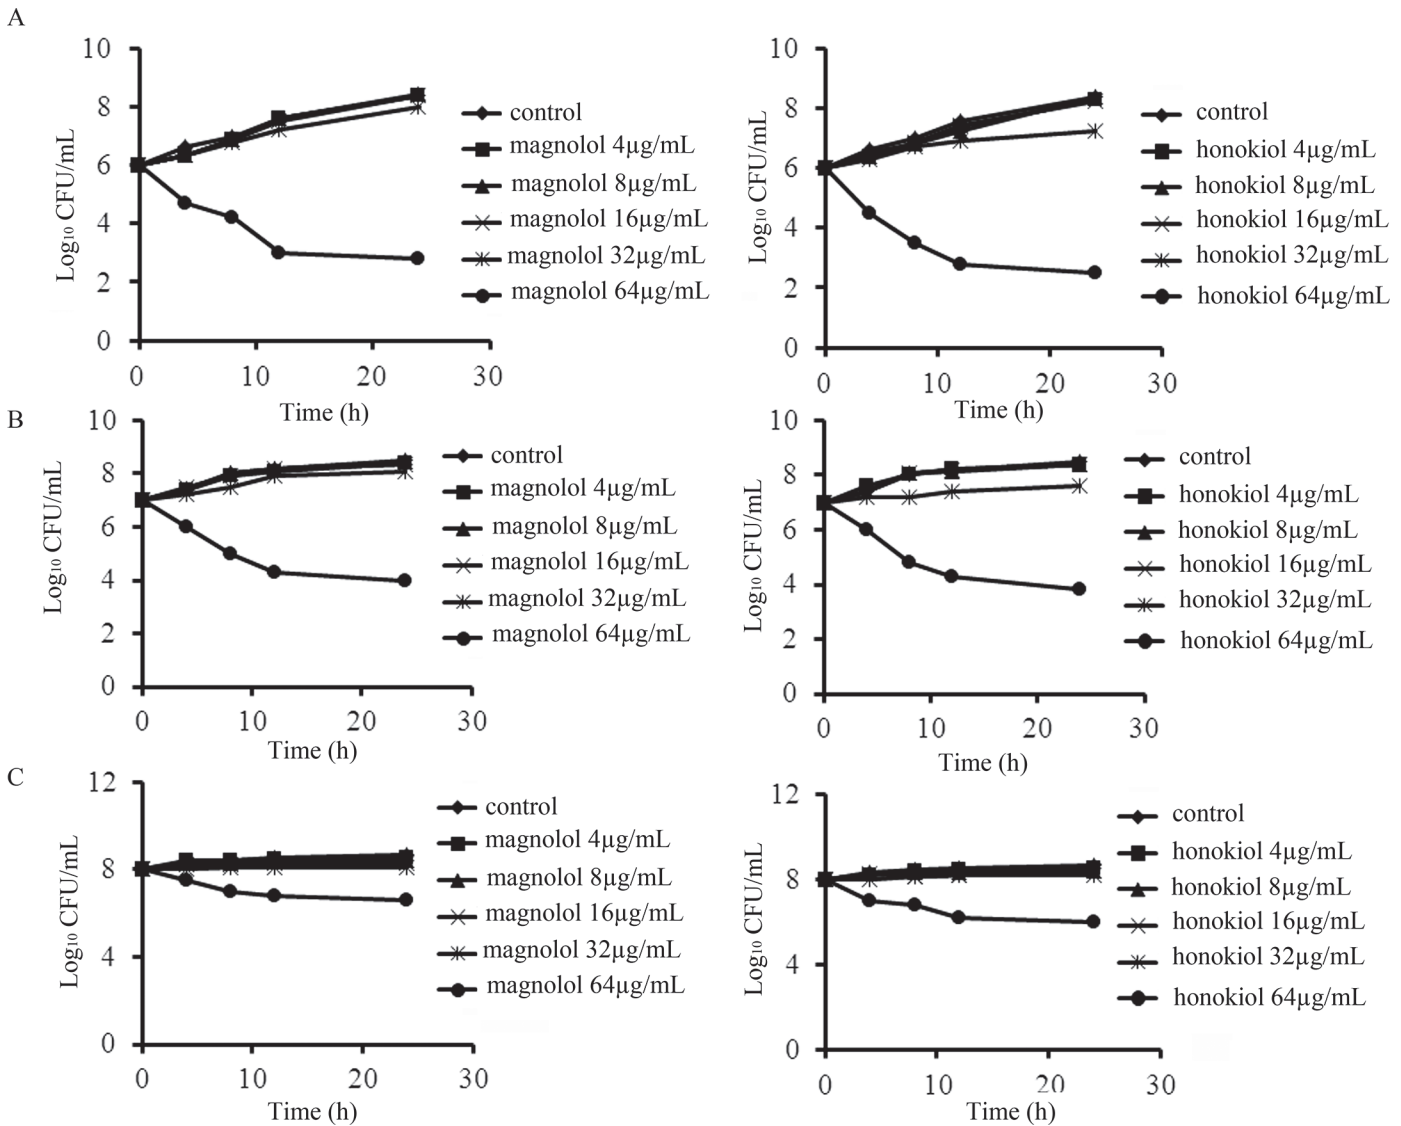 A
10
8
6
4
2
0
0 10 20 30
Log₁₀ CFU/mL
Time (h)
control
magnolol 4µg/mL
magnolol 8µg/mL
magnolol 16µg/mL
magnolol 32µg/mL
magnolol 64µg/mL
10
8
6
4
2
0
0 10 20 30
Log₁₀ CFU/mL
Time (h)
control
honokiol 4µg/mL
honokiol 8µg/mL
honokiol 16µg/mL
honokiol 32µg/mL
honokiol 64µg/mL
B
10
8
6
4
2
0
0 10 20 30
Log₁₀ CFU/mL
Time (h)
control
magnolol 4µg/mL
magnolol 8µg/mL
magnolol 16µg/mL
magnolol 32µg/mL
magnolol 64µg/mL
10
8
6
4
2
0
0 10 20 30
Log₁₀ CFU/mL
Time (h)
control
honokiol 4µg/mL
honokiol 8µg/mL
honokiol 16µg/mL
honokiol 32µg/mL
honokiol 64µg/mL
C
12
8
4
0
0 10 20 30
Log₁₀ CFU/mL
Time (h)
control
magnolol 4µg/mL
magnolol 8µg/mL
magnolol 16µg/mL
magnolol 32µg/mL
magnolol 64µg/mL
12
8
4
0
0 10 20 30
Log₁₀ CFU/mL
Time (h)
control
honokiol 4µg/mL
honokiol 8µg/mL
honokiol 16µg/mL
honokiol 32µg/mL
honokiol 64µg/mL